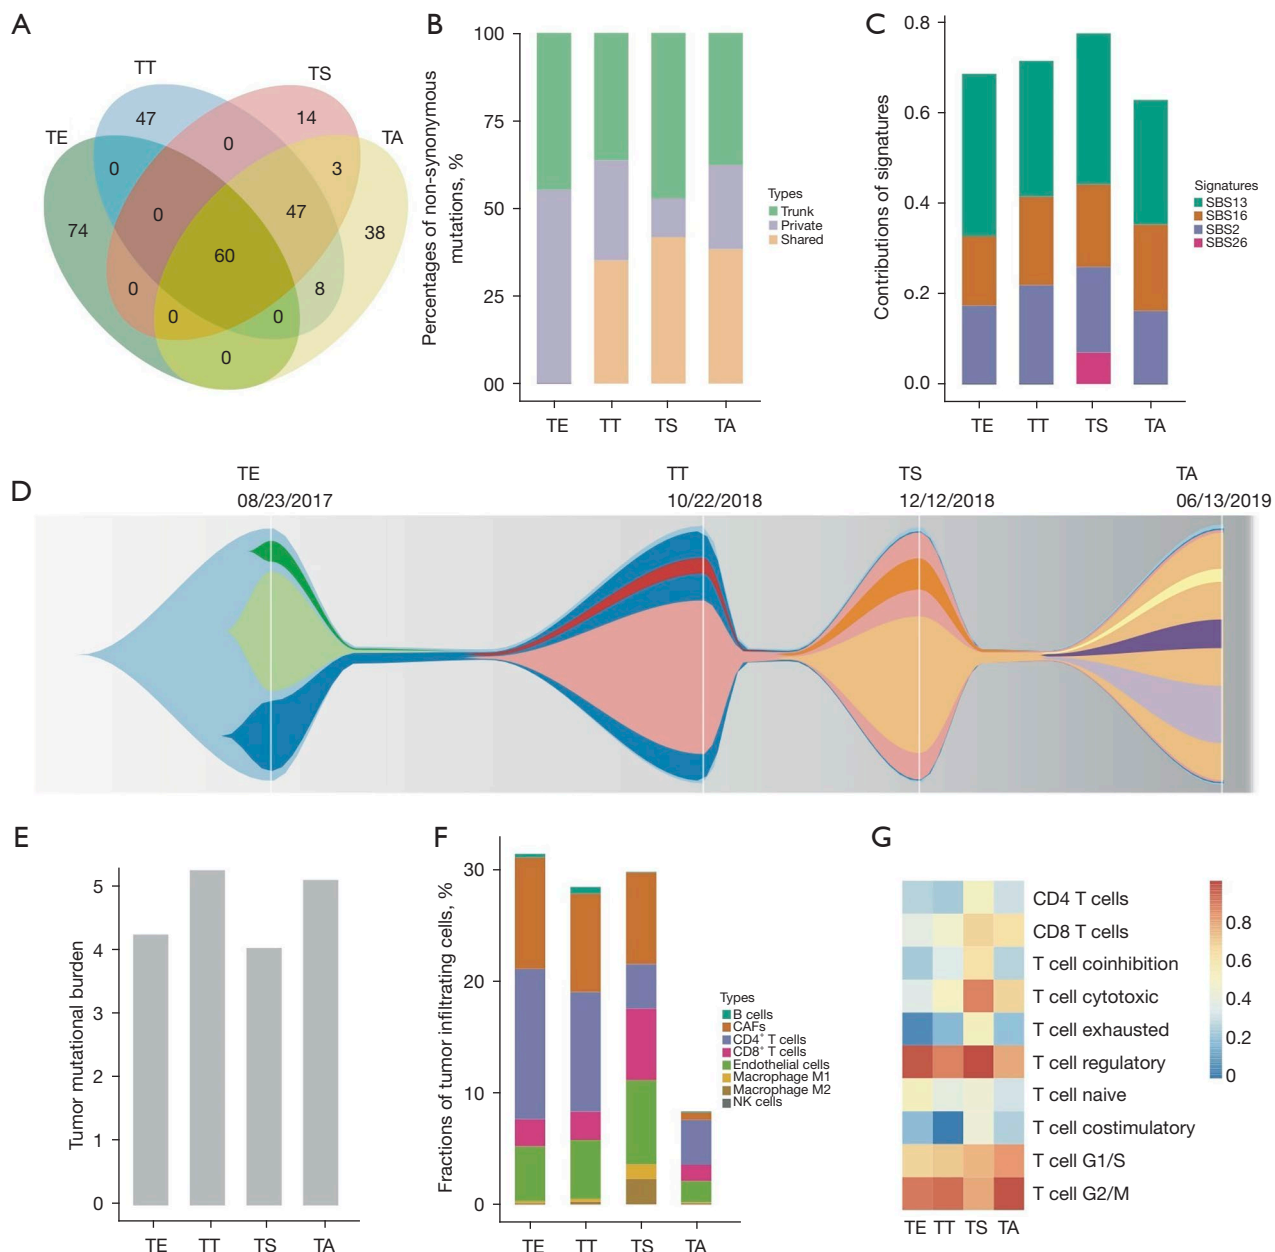 A
TT
TS
TE
TA
47
14
0
0
3
0
47
74
38
60
0
8
0
0
0
B
100
75
50
25
00
Percentages of non-synonymous
mutations, %
TE TT TS TA
Types
Trunk
Private
Shared
C
0.8
0.6
0.4
0.2
0.0
Contributions of signatures
TE TT TS TA
Signatures
SBS13
SBS16
SBS2
SBS26
D
TE
08/23/2017
TT
10/22/2018
TS
12/12/2018
TA
06/13/2019
E
5
4
3
2
1
0
Tumor mutational burden
TE TT TS TA
F
30
20
10
0
Fractions of tumor infiltrating cells, %
TE TT TS TA
Types
B cells
CAFs
CD4+ T cells
CD8+ T cells
Endothelial cells
Macrophage M1
Macrophage M2
NK cells
G
CD4 T cells
CD8 T cells
T cell coinhibition
T cell cytotoxic
T cell exhausted
T cell regulatory
T cell naive
T cell costimulatory
T cell G1/S
T cell G2/M
TE TT TS TA
0.8
0.6
0.4
0.2
0